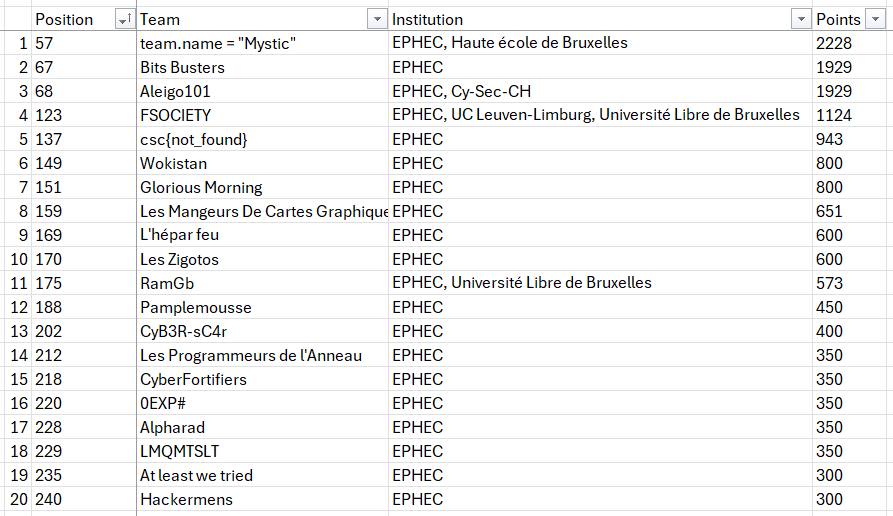 Position Team Institution Points
1 57 team.name = "Mystic" EPHEC, Haute école de Bruxelles 2228
2 67 Bits Busters EPHEC 1929
3 68 Aleigo101 EPHEC, Cy-Sec-CH 1929
4 123 FSOCIETY EPHEC, UC Leuven-Limburg, Université Libre de Bruxelles 1124
5 137 csc{not_found} EPHEC 943
6 149 Wokistan EPHEC 800
7 151 Glorious Morning EPHEC 800
8 159 Les Mangeurs De Cartes Graphique EPHEC 651
9 169 L'hépar feu EPHEC 600
10 170 Les Zigotos EPHEC 600
11 175 RamGb EPHEC, Université Libre de Bruxelles 573
12 188 Pamplemousse EPHEC 450
13 202 CyB3R-sC4r EPHEC 400
14 212 Les Programmeurs de l'Anneau EPHEC 350
15 218 CyberFortifiers EPHEC 350
16 220 0EXP# EPHEC 350
17 228 Alpharad EPHEC 350
18 229 LMQMTSLT EPHEC 350
19 235 At least we tried EPHEC 300
20 240 Hackermens EPHEC 300